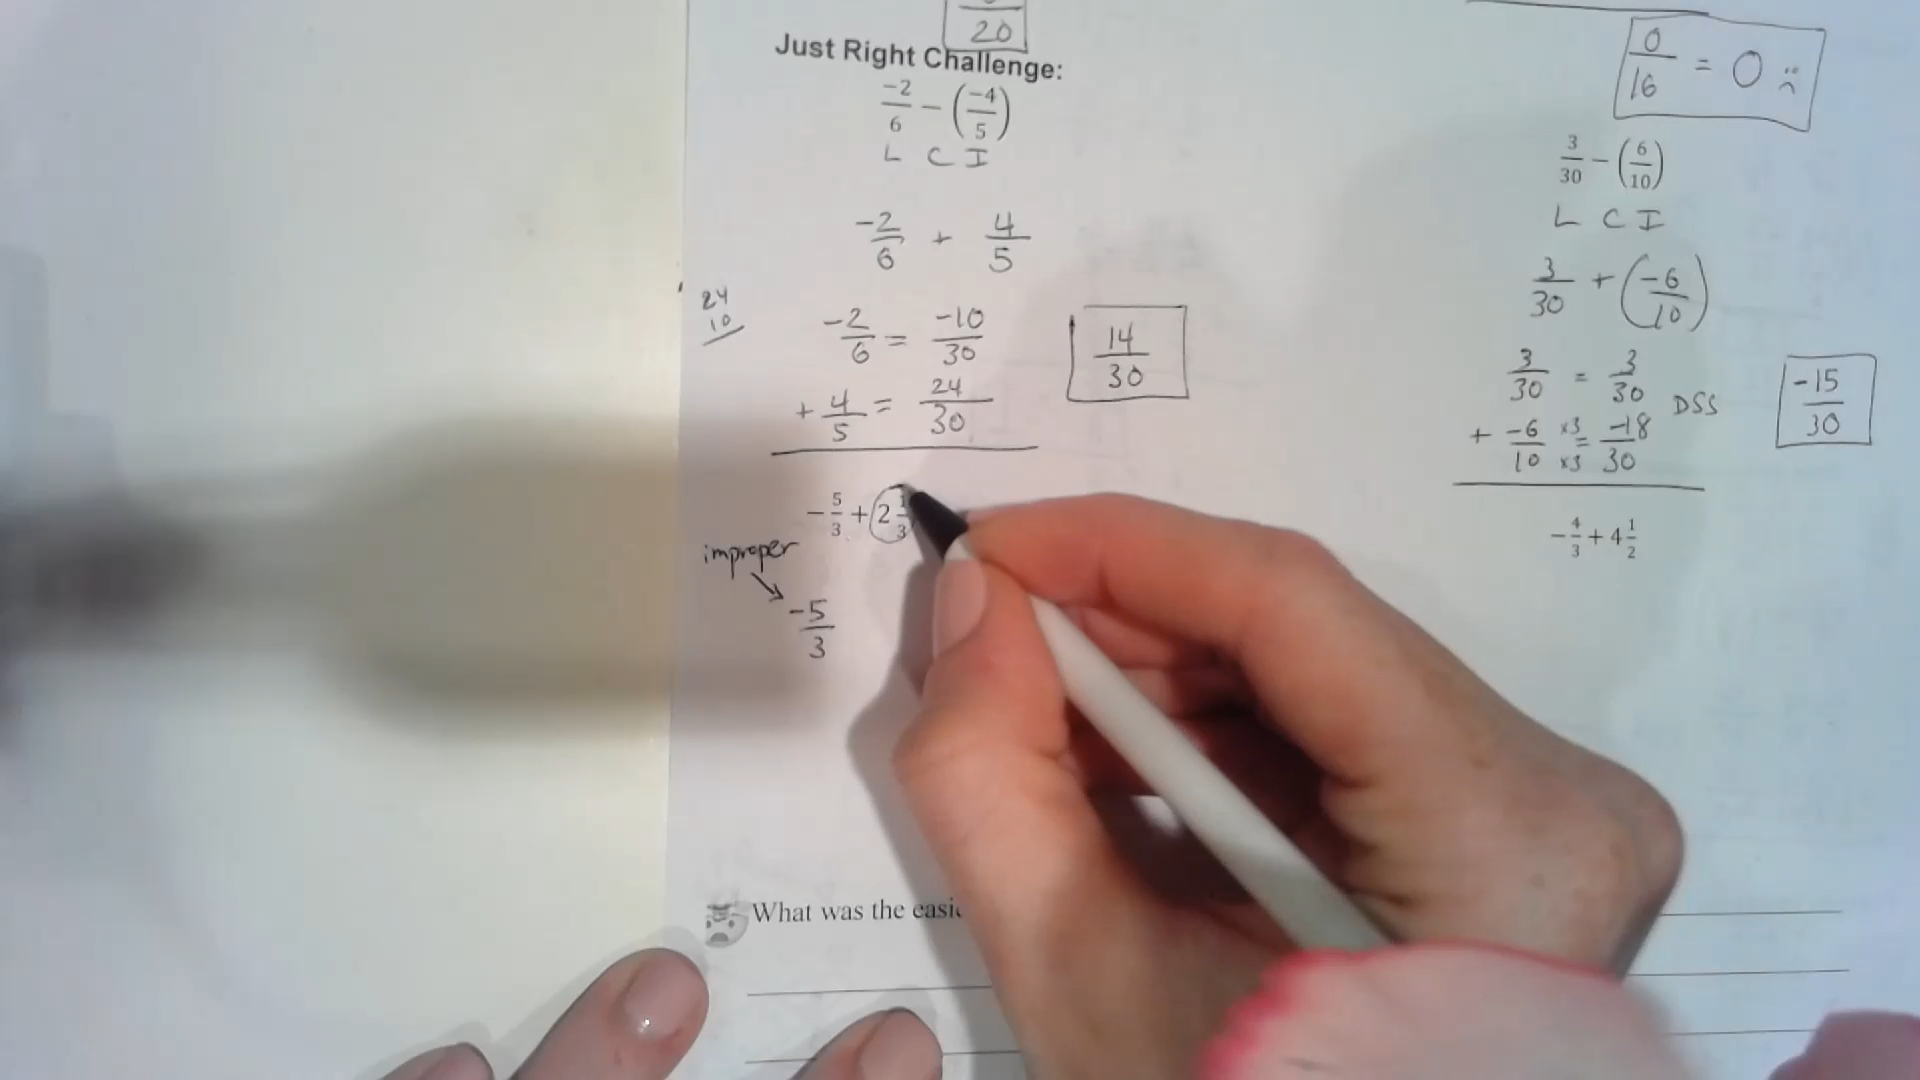 20
Just Right Challenge:
-2/6 - (-4/5)
L C I
-2/6 + 4/5
24
10
-2/6 = -10/30
+ 4/5 = 24/30
14/30
-5/3 + 2 1/3
improper
-5/3
What was the
0/16 = 0
3/30 - (6/10)
L C I
3/30 + (-6/10)
3/30 = 3/30 DSS
+ -6/10 x3/x3 = -18/30
-15/30
-4/3 + 4 1/2